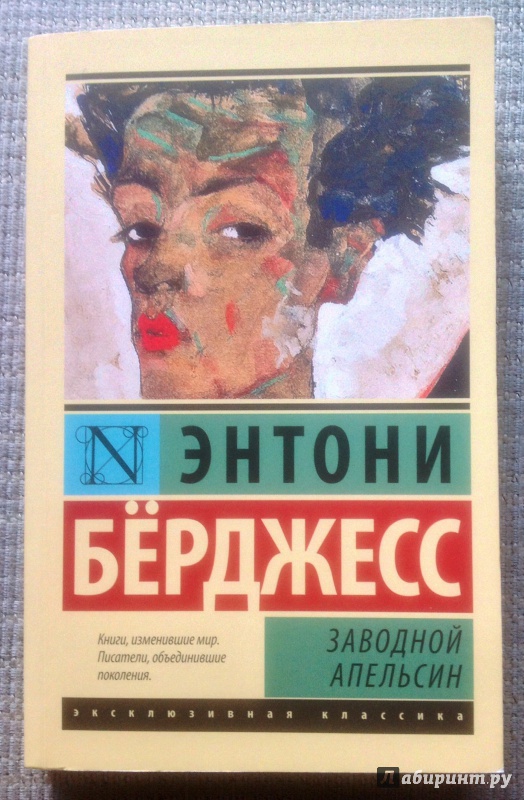 N ЭНТОНИ
БЁРДЖЕСС
Книги, изменившие мир.
Писатели, объединившие
поколения.
ЗАВОДНОЙ
АПЕЛЬСИН
эксклюзивная классика
Лабиринт.ру